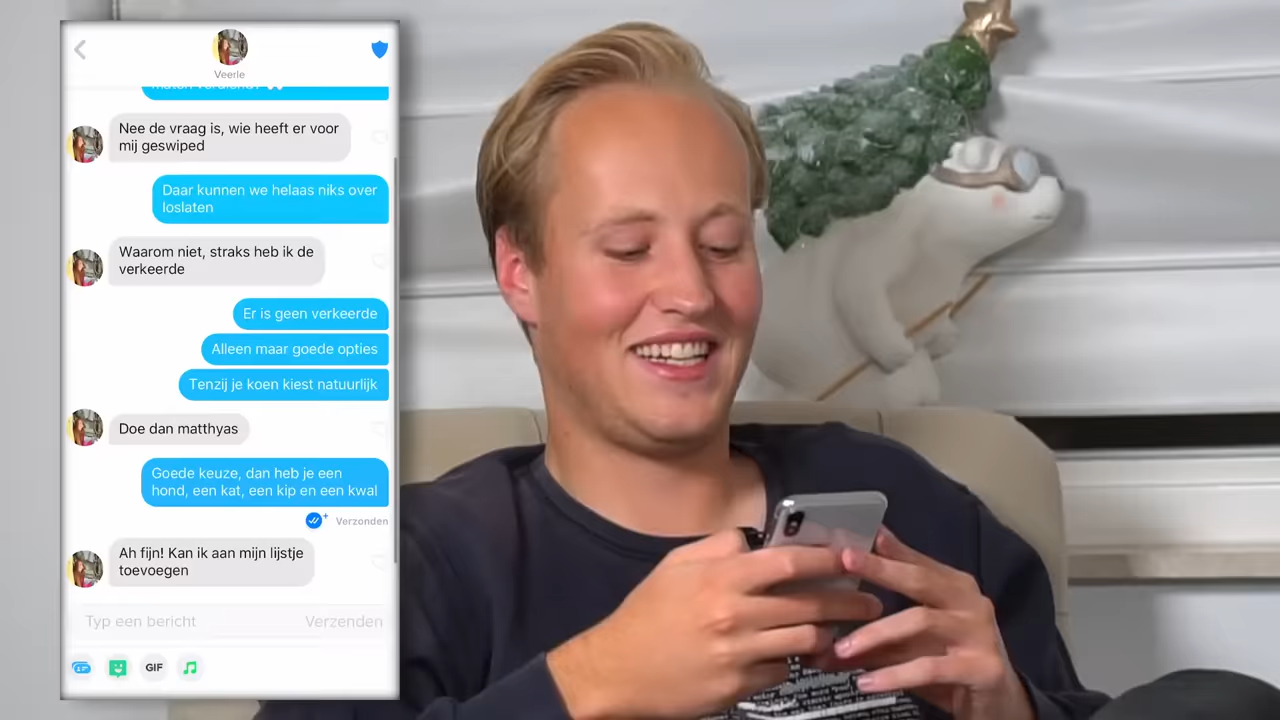 Veerle
Nee de vraag is, wie heeft er voor
mij geswiped
Daar kunnen we helaas niks over
loslaten
Waarom niet, straks heb ik de
verkeerde
Er is geen verkeerde
Alleen maar goede opties
Tenzij je koen kiest natuurlijk
Doe dan matthyas
Goede keuze, dan heb je een
hond, een kat, een kip en een kwal
Verzonden
Ah fijn! Kan ik aan mijn lijstje
toevoegen
Typ een bericht
Verzenden
GIF